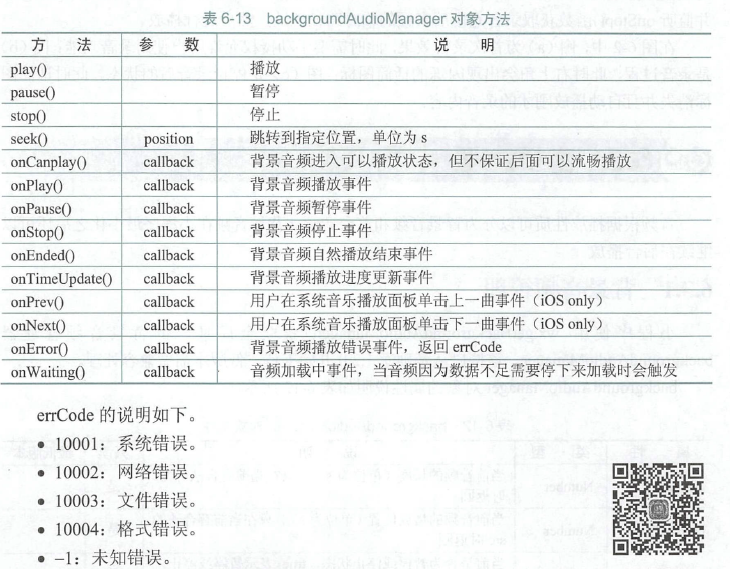 表 6-13 backgroundAudioManager 对象方法
方 法 参 数 说 明
play() 播放
pause() 暂停
stop() 停止
seek() position 跳转到指定位置，单位为 s
onCanplay() callback 背景音频进入可以播放状态，但不保证后面可以流畅播放
onPlay() callback 背景音频播放事件
onPause() callback 背景音频暂停事件
onStop() callback 背景音频停止事件
onEnded() callback 背景音频自然播放结束事件
onTimeUpdate() callback 背景音频播放进度更新事件
onPrev() callback 用户在系统音乐播放面板单击上一曲事件（iOS only）
onNext() callback 用户在系统音乐播放面板单击下一曲事件（iOS only）
onError() callback 背景音频播放错误事件，返回 errCode
onWaiting() callback 音频加载中事件，当音频因为数据不足需要停下来加载时会触发
errCode 的说明如下。
● 10001：系统错误。
● 10002：网络错误。
● 10003：文件错误。
● 10004：格式错误。
● –1：未知错误。